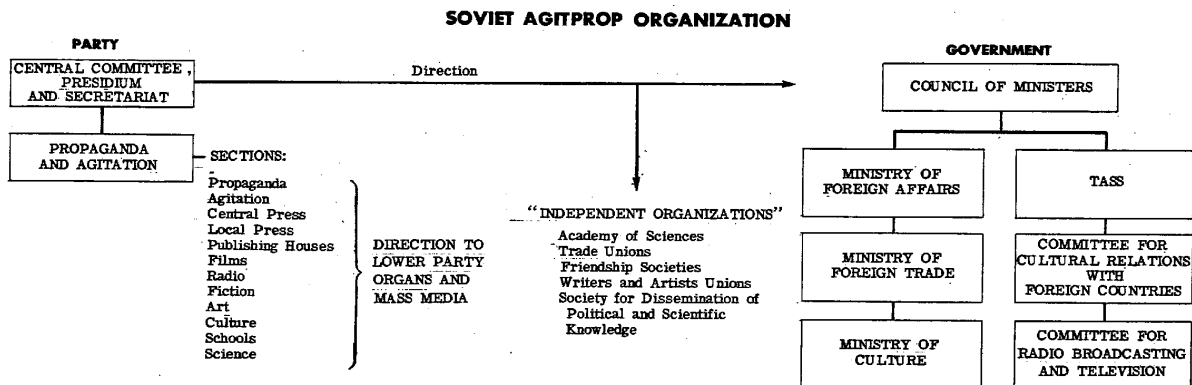 SOVIET AGITPROP ORGANIZATION
PARTY
CENTRAL COMMITTEE,
PRESIDIUM
AND SECRETARIAT
Direction
PROPAGANDA
AND AGITATION
SECTIONS:
Propaganda
Agitation
Central Press
Local Press
Publishing Houses
Films
Radio
Fiction
Art
Culture
Schools
Science
DIRECTION TO
LOWER PARTY
ORGANS AND
MASS MEDIA
"INDEPENDENT ORGANIZATIONS"
Academy of Sciences
Trade Unions
Friendship Societies
Writers and Artists Unions
Society for Dissemination of
Political and Scientific
Knowledge
GOVERNMENT
COUNCIL OF MINISTERS
MINISTRY OF
FOREIGN AFFAIRS
TASS
MINISTRY OF
FOREIGN TRADE
COMMITTEE FOR
CULTURAL RELATIONS
WITH
FOREIGN COUNTRIES
MINISTRY OF
CULTURE
COMMITTEE FOR
RADIO BROADCASTING
AND TELEVISION